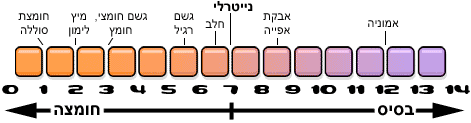 נייטרלי
חומצת
סוללה
מיץ
לימון
גשם חומצי,
חומץ
גשם
רגיל
חלב
אבקת
אפייה
אמוניה
0 1 2 3 4 5 6 7 8 9 10 11 12 13 14
חומצה בסיס